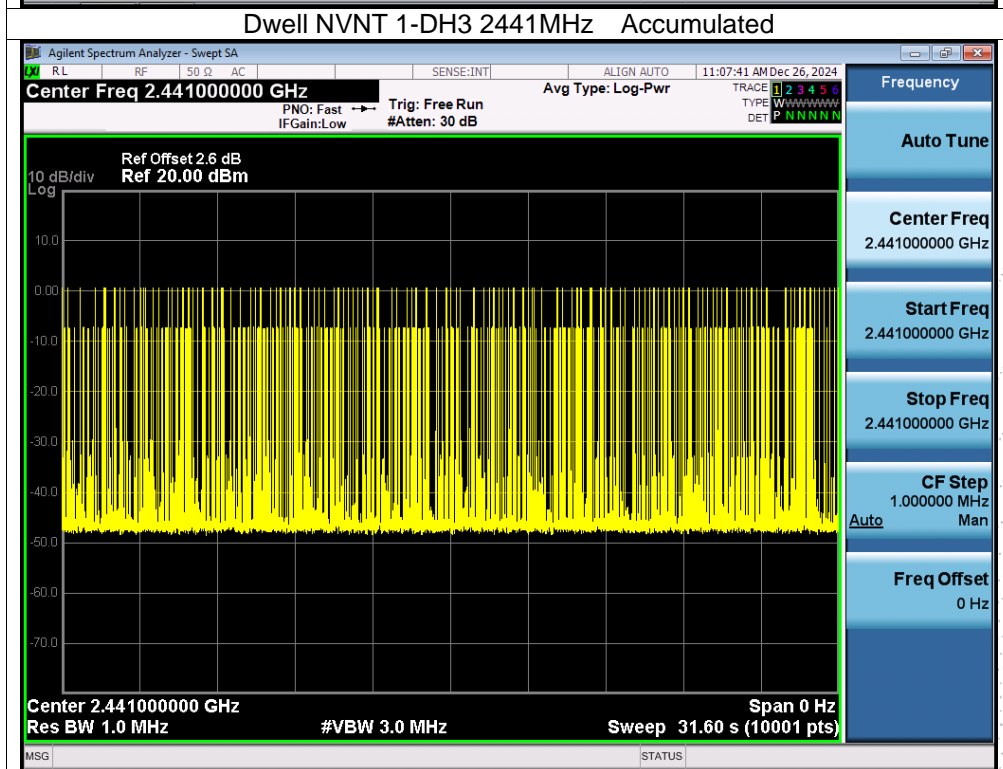 Dwell NVNT 1-DH3 2441MHz Accumulated
Agilent Spectrum Analyzer - Swept SA
LXI RL RF 50 Ω AC SENSE:INT ALIGN AUTO 11:07:41 AM Dec 26, 2024
Center Freq 2.441000000 GHz
PNO: Fast
IFGain:Low
Trig: Free Run
#Atten: 30 dB
Avg Type: Log-Pwr
TRACE 1 2 3 4 5 6
TYPE WWWWWWW
DET P N N N N N
Frequency
Auto Tune
Center Freq
2.441000000 GHz
Start Freq
2.441000000 GHz
Stop Freq
2.441000000 GHz
CF Step
1.000000 MHz
Auto Man
Freq Offset
0 Hz
Ref Offset 2.6 dB
10 dB/div Ref 20.00 dBm
Log
10.0
0.00
-10.0
-20.0
-30.0
-40.0
-50.0
-60.0
-70.0
Center 2.441000000 GHz Span 0 Hz
Res BW 1.0 MHz #VBW 3.0 MHz Sweep 31.60 s (10001 pts)
MSG STATUS